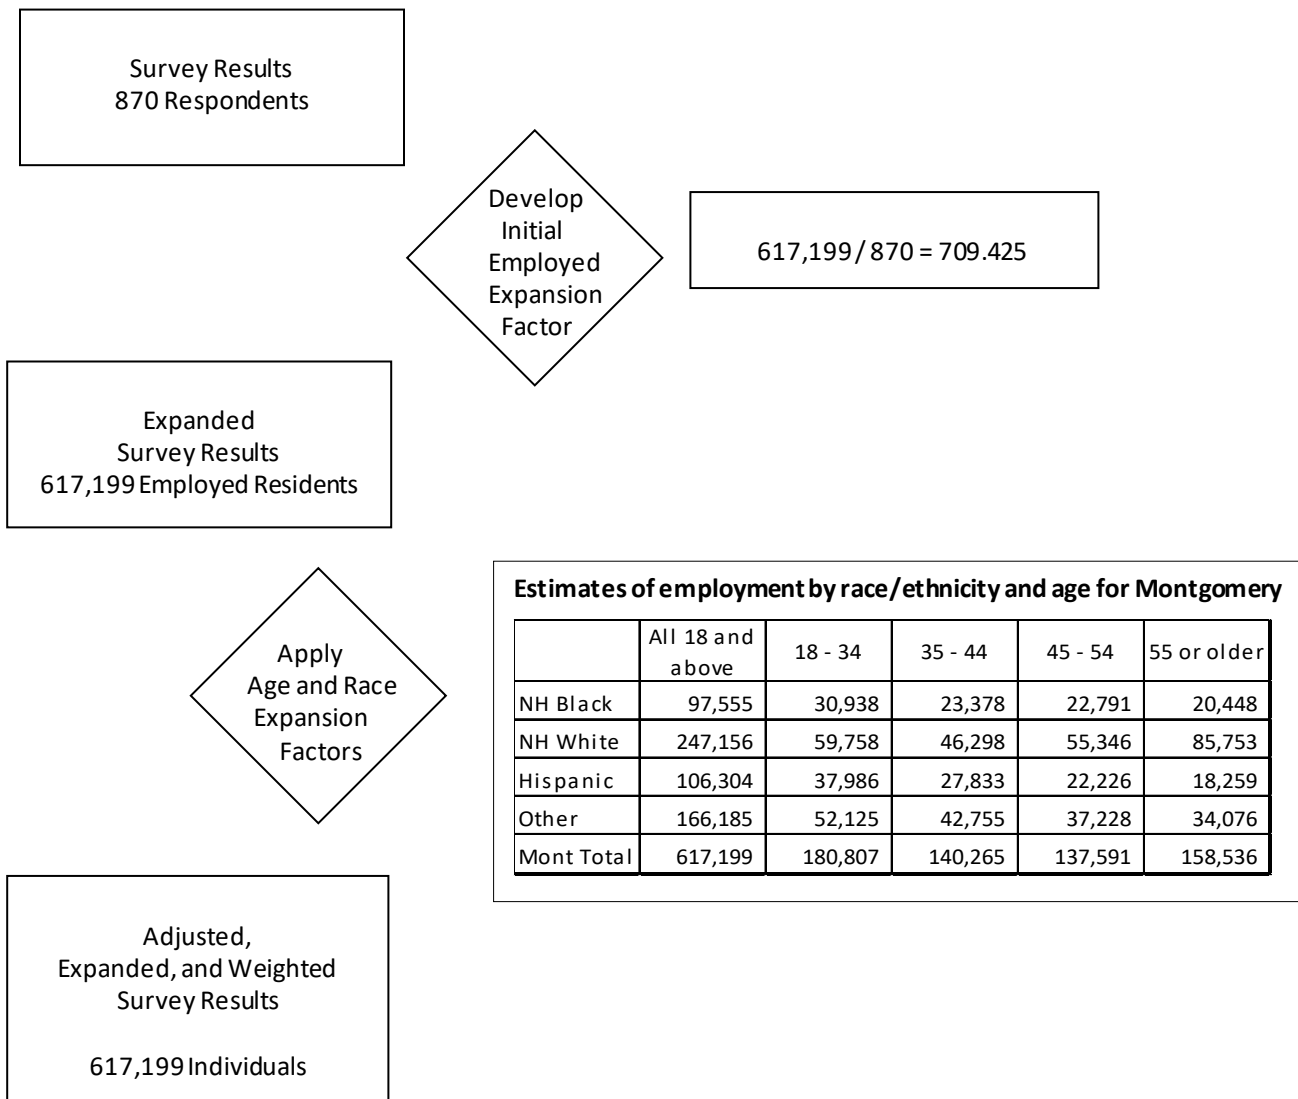 Survey Results
870 Respondents
Develop
Initial
Employed
Expansion
Factor
617,199 / 870 = 709.425
Expanded
Survey Results
617,199 Employed Residents
Apply
Age and Race
Expansion
Factors
Estimates of employment by race/ethnicity and age for Montgomery
All 18 and above 18 - 34 35 - 44 45 - 54 55 or older
NH Black 97,555 30,938 23,378 22,791 20,448
NH White 247,156 59,758 46,298 55,346 85,753
Hispanic 106,304 37,986 27,833 22,226 18,259
Other 166,185 52,125 42,755 37,228 34,076
Mont Total 617,199 180,807 140,265 137,591 158,536
Adjusted,
Expanded, and Weighted
Survey Results
617,199 Individuals